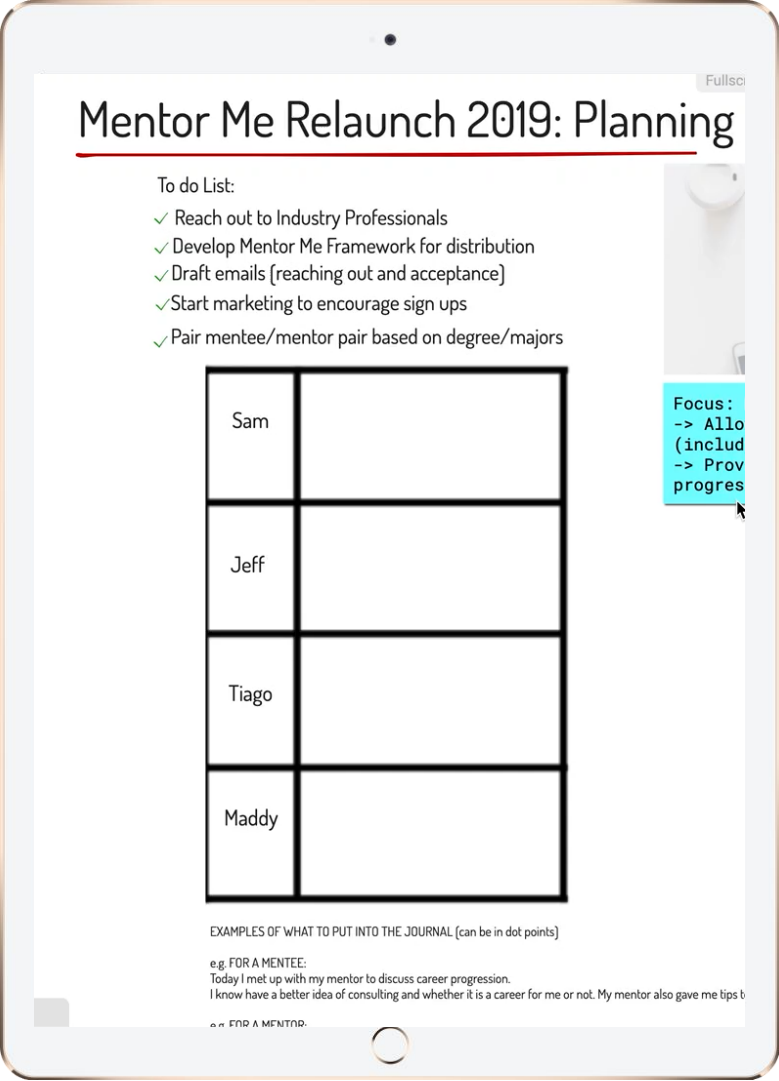 Fullscr
Mentor Me Relaunch 2019: Planning
To do List:
Reach out to Industry Professionals
Develop Mentor Me Framework for distribution
Draft emails (reaching out and acceptance)
Start marketing to encourage sign ups
Pair mentee/mentor pair based on degree/majors
Focus:
-> Allo
(includ
-> Prov
progres
Sam
Jeff
Tiago
Maddy
EXAMPLES OF WHAT TO PUT INTO THE JOURNAL (can be in dot points)
e.g. FOR A MENTEE:
Today I met up with my mentor to discuss career progression.
I know have a better idea of consulting and whether it is a career for me or not. My mentor also gave me tips t
e.g. FOR A MENTOR: